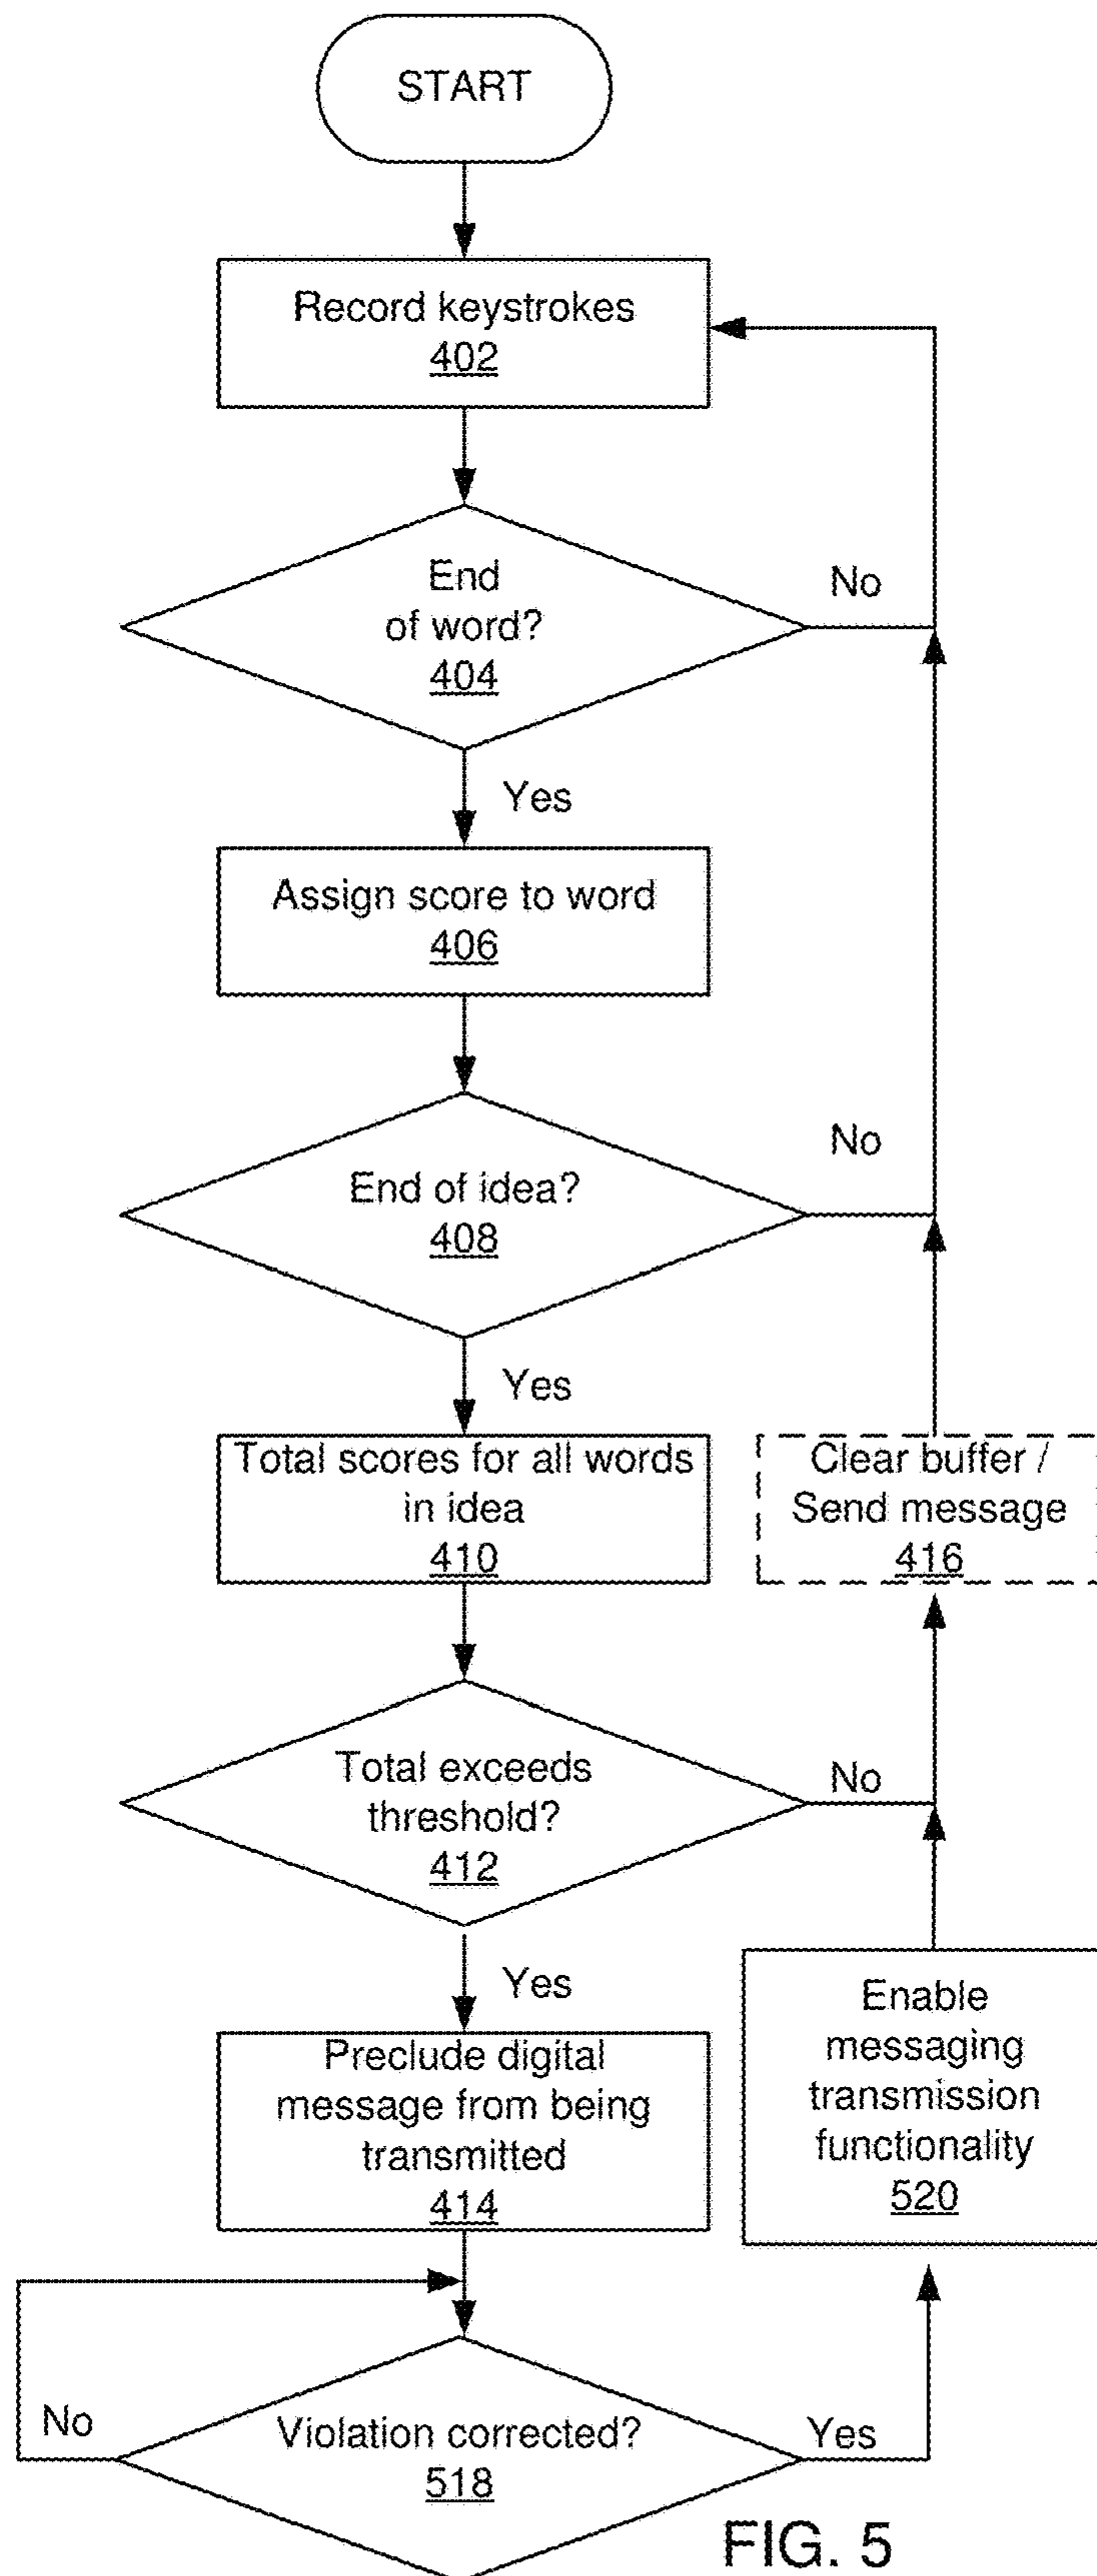 START
Record keystrokes
402
End
of word?
404
No
Yes
Assign score to word
406
End of idea?
408
No
Yes
Total scores for all words
in idea
410
Clear buffer /
Send message
416
Total exceeds
threshold?
412
No
Yes
Preclude digital
message from being
transmitted
414
Enable
messaging
transmission
functionality
520
Violation corrected?
518
No
Yes
FIG. 5